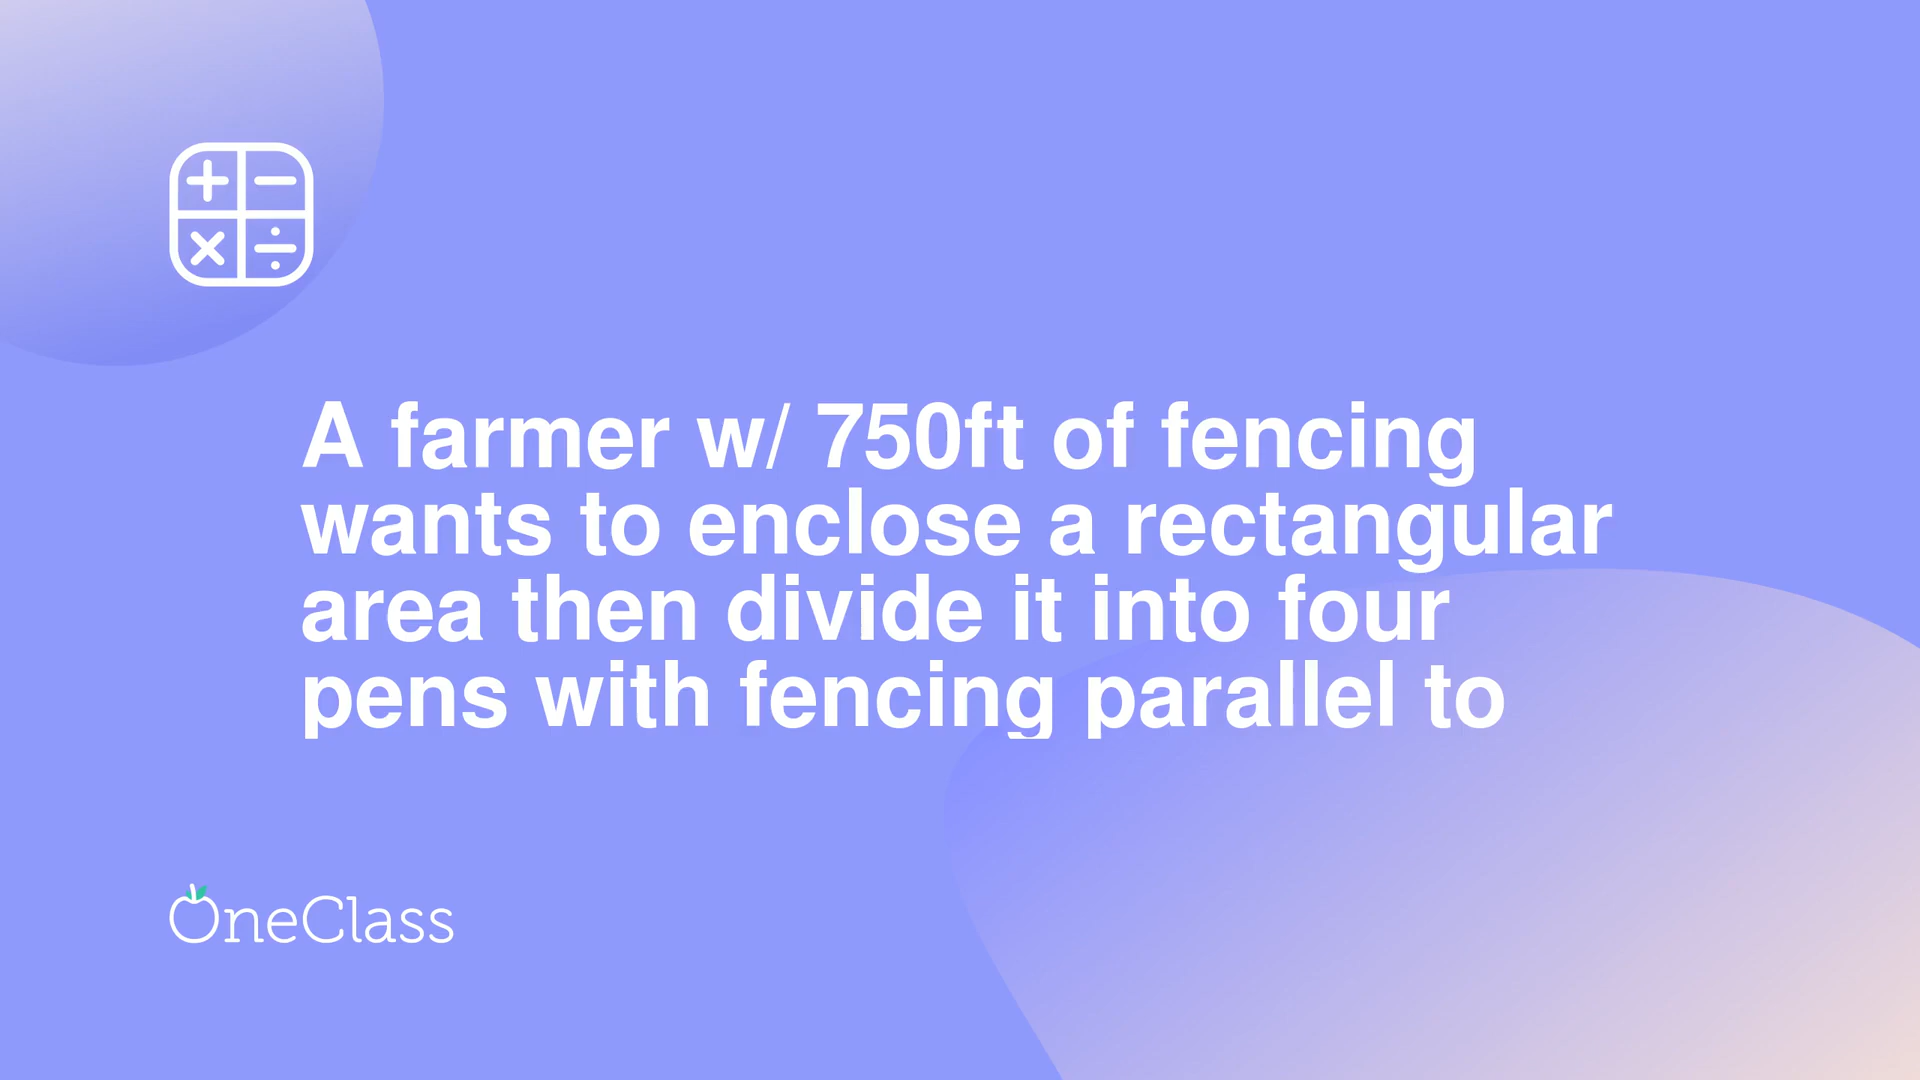 A farmer w/ 750ft of fencing
wants to enclose a rectangular
area then divide it into four
pens with fencing parallel to
OneClass